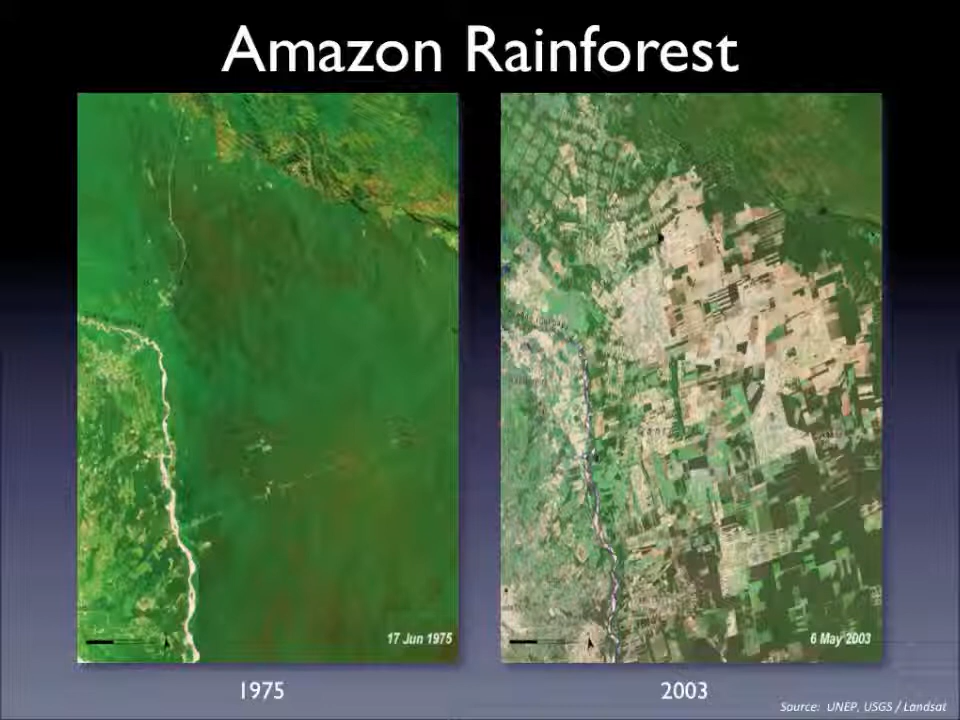 Amazon Rainforest
17 Jun 1975
6 May 2003
1975
2003
Source: UNEP, USGS / Landsat